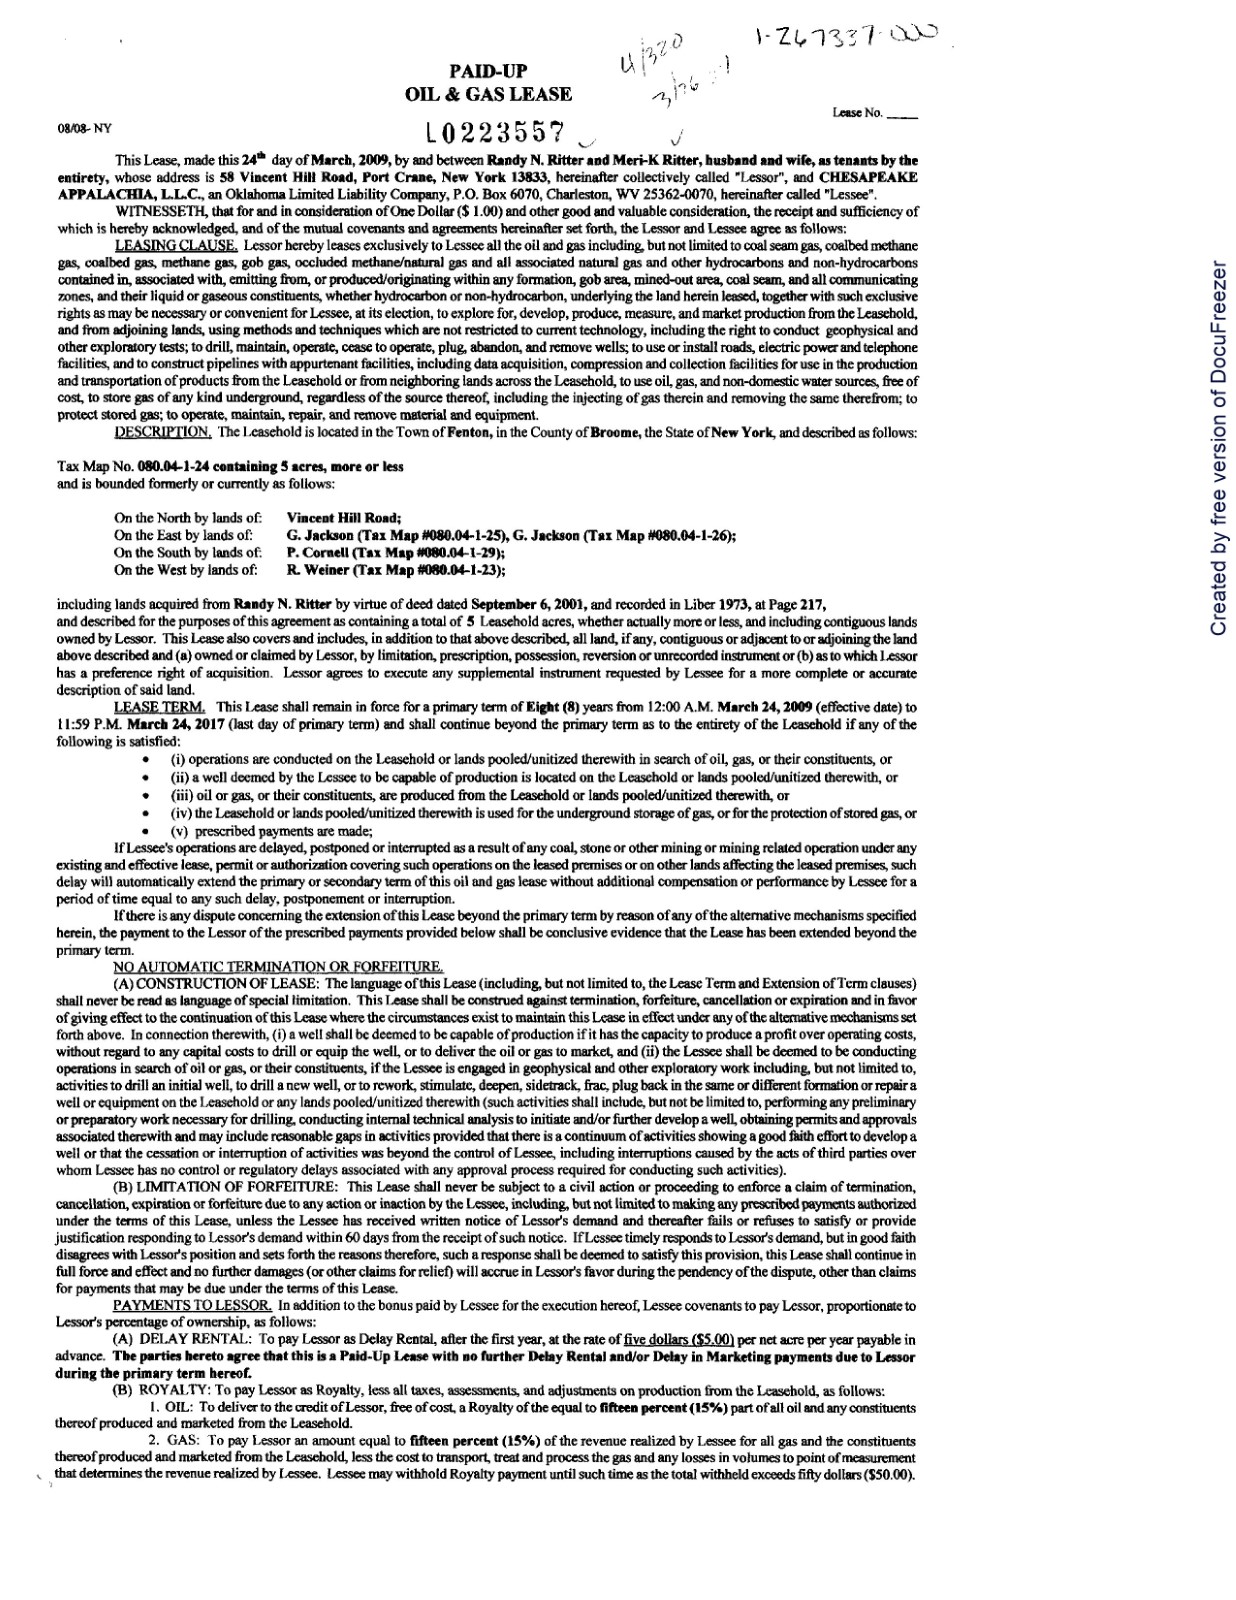 1-267337-000
4/320
PAID-UP
OIL & GAS LEASE
Lease No. ____
08/08- NY
L0223557
This Lease, made this 24th day of March, 2009, by and between Randy N. Ritter and Meri-K Ritter, husband and wife, as tenants by the
entirety, whose address is 58 Vincent Hill Road, Port Crane, New York 13833, hereinafter collectively called "Lessor", and CHESAPEAKE
APPALACHIA, L.L.C., an Oklahoma Limited Liability Company, P.O. Box 6070, Charleston, WV 25362-0070, hereinafter called "Lessee".
WITNESSETH, that for and in consideration of One Dollar ($ 1.00) and other good and valuable consideration, the receipt and sufficiency of
which is hereby acknowledged, and of the mutual covenants and agreements hereinafter set forth, the Lessor and Lessee agree as follows:
LEASING CLAUSE. Lessor hereby leases exclusively to Lessee all the oil and gas including, but not limited to coal seam gas, coalbed methane
gas, coalbed gas, methane gas, gob gas, occluded methane/natural gas and all associated natural gas and other hydrocarbons and non-hydrocarbons
contained in, associated with, emitting from, or produced/originating within any formation, gob area, mined-out area, coal seam, and all communicating
zones, and their liquid or gaseous constituents, whether hydrocarbon or non-hydrocarbon, underlying the land herein leased, together with such exclusive
rights as may be necessary or convenient for Lessee, at its election, to explore for, develop, produce, measure, and market production from the Leasehold,
and from adjoining lands, using methods and techniques which are not restricted to current technology, including the right to conduct geophysical and
other exploratory tests; to drill, maintain, operate, cease to operate, plug, abandon, and remove wells; to use or install roads, electric power and telephone
facilities, and to construct pipelines with appurtenant facilities, including data acquisition, compression and collection facilities for use in the production
and transportation of products from the Leasehold or from neighboring lands across the Leasehold, to use oil, gas, and non-domestic water sources, free of
cost, to store gas of any kind underground, regardless of the source thereof, including the injecting of gas therein and removing the same therefrom; to
protect stored gas; to operate, maintain, repair, and remove material and equipment.
DESCRIPTION. The Leasehold is located in the Town of Fenton, in the County of Broome, the State of New York, and described as follows:
Tax Map No. 080.04-1-24 containing 5 acres, more or less
and is bounded formerly or currently as follows:
On the North by lands of: Vincent Hill Road;
On the East by lands of: G. Jackson (Tax Map #080.04-1-25), G. Jackson (Tax Map #080.04-1-26);
On the South by lands of: P. Cornell (Tax Map #080.04-1-29);
On the West by lands of: R. Weiner (Tax Map #080.04-1-23);
including lands acquired from Randy N. Ritter by virtue of deed dated September 6, 2001, and recorded in Liber 1973, at Page 217,
and described for the purposes of this agreement as containing a total of 5 Leasehold acres, whether actually more or less, and including contiguous lands
owned by Lessor. This Lease also covers and includes, in addition to that above described, all land, if any, contiguous or adjacent to or adjoining the land
above described and (a) owned or claimed by Lessor, by limitation, prescription, possession, reversion or unrecorded instrument or (b) as to which Lessor
has a preference right of acquisition. Lessor agrees to execute any supplemental instrument requested by Lessee for a more complete or accurate
description of said land.
LEASE TERM. This Lease shall remain in force for a primary term of Eight (8) years from 12:00 A.M. March 24, 2009 (effective date) to
11:59 P.M. March 24, 2017 (last day of primary term) and shall continue beyond the primary term as to the entirety of the Leasehold if any of the
following is satisfied:
• (i) operations are conducted on the Leasehold or lands pooled/unitized therewith in search of oil, gas, or their constituents, or
• (ii) a well deemed by the Lessee to be capable of production is located on the Leasehold or lands pooled/unitized therewith, or
• (iii) oil or gas, or their constituents, are produced from the Leasehold or lands pooled/unitized therewith, or
• (iv) the Leasehold or lands pooled/unitized therewith is used for the underground storage of gas, or for the protection of stored gas, or
• (v) prescribed payments are made;
If Lessee's operations are delayed, postponed or interrupted as a result of any coal, stone or other mining or mining related operation under any
existing and effective lease, permit or authorization covering such operations on the leased premises or on other lands affecting the leased premises, such
delay will automatically extend the primary or secondary term of this oil and gas lease without additional compensation or performance by Lessee for a
period of time equal to any such delay, postponement or interruption.
If there is any dispute concerning the extension of this Lease beyond the primary term by reason of any of the alternative mechanisms specified
herein, the payment to the Lessor of the prescribed payments provided below shall be conclusive evidence that the Lease has been extended beyond the
primary term.
NO AUTOMATIC TERMINATION OR FORFEITURE.
(A) CONSTRUCTION OF LEASE: The language of this Lease (including, but not limited to, the Lease Term and Extension of Term clauses)
shall never be read as language of special limitation. This Lease shall be construed against termination, forfeiture, cancellation or expiration and in favor
of giving effect to the continuation of this Lease where the circumstances exist to maintain this Lease in effect under any of the alternative mechanisms set
forth above. In connection therewith, (i) a well shall be deemed to be capable of production if it has the capacity to produce a profit over operating costs,
without regard to any capital costs to drill or equip the well, or to deliver the oil or gas to market, and (ii) the Lessee shall be deemed to be conducting
operations in search of oil or gas, or their constituents, if the Lessee is engaged in geophysical and other exploratory work including, but not limited to,
activities to drill an initial well, to drill a new well, or to rework, stimulate, deepen, sidetrack, frac, plug back in the same or different formation or repair a
well or equipment on the Leasehold or any lands pooled/unitized therewith (such activities shall include, but not be limited to, performing any preliminary
or preparatory work necessary for drilling, conducting internal technical analysis to initiate and/or further develop a well, obtaining permits and approvals
associated therewith and may include reasonable gaps in activities provided that there is a continuum of activities showing a good faith effort to develop a
well or that the cessation or interruption of activities was beyond the control of Lessee, including interruptions caused by the acts of third parties over
whom Lessee has no control or regulatory delays associated with any approval process required for conducting such activities).
(B) LIMITATION OF FORFEITURE: This Lease shall never be subject to a civil action or proceeding to enforce a claim of termination,
cancellation, expiration or forfeiture due to any action or inaction by the Lessee, including, but not limited to making any prescribed payments authorized
under the terms of this Lease, unless the Lessee has received written notice of Lessor's demand and thereafter fails or refuses to satisfy or provide
justification responding to Lessor's demand within 60 days from the receipt of such notice. If Lessee timely responds to Lessor's demand, but in good faith
disagrees with Lessor's position and sets forth the reasons therefore, such a response shall be deemed to satisfy this provision, this Lease shall continue in
full force and effect and no further damages (or other claims for relief) will accrue in Lessor's favor during the pendency of the dispute, other than claims
for payments that may be due under the terms of this Lease.
PAYMENTS TO LESSOR. In addition to the bonus paid by Lessee for the execution hereof, Lessee covenants to pay Lessor, proportionate to
Lessor's percentage of ownership, as follows:
(A) DELAY RENTAL: To pay Lessor as Delay Rental, after the first year, at the rate of five dollars ($5.00) per net acre per year payable in
advance. The parties hereto agree that this is a Paid-Up Lease with no further Delay Rental and/or Delay in Marketing payments due to Lessor
during the primary term hereof.
(B) ROYALTY: To pay Lessor as Royalty, less all taxes, assessments, and adjustments on production from the Leasehold, as follows:
1. OIL: To deliver to the credit of Lessor, free of cost, a Royalty of the equal to fifteen percent (15%) part of all oil and any constituents
thereof produced and marketed from the Leasehold.
2. GAS: To pay Lessor an amount equal to fifteen percent (15%) of the revenue realized by Lessee for all gas and the constituents
thereof produced and marketed from the Leasehold, less the cost to transport, treat and process the gas and any losses in volumes to point of measurement
that determines the revenue realized by Lessee. Lessee may withhold Royalty payment until such time as the total withheld exceeds fifty dollars ($50.00).
Created by free version of DocuFreezer